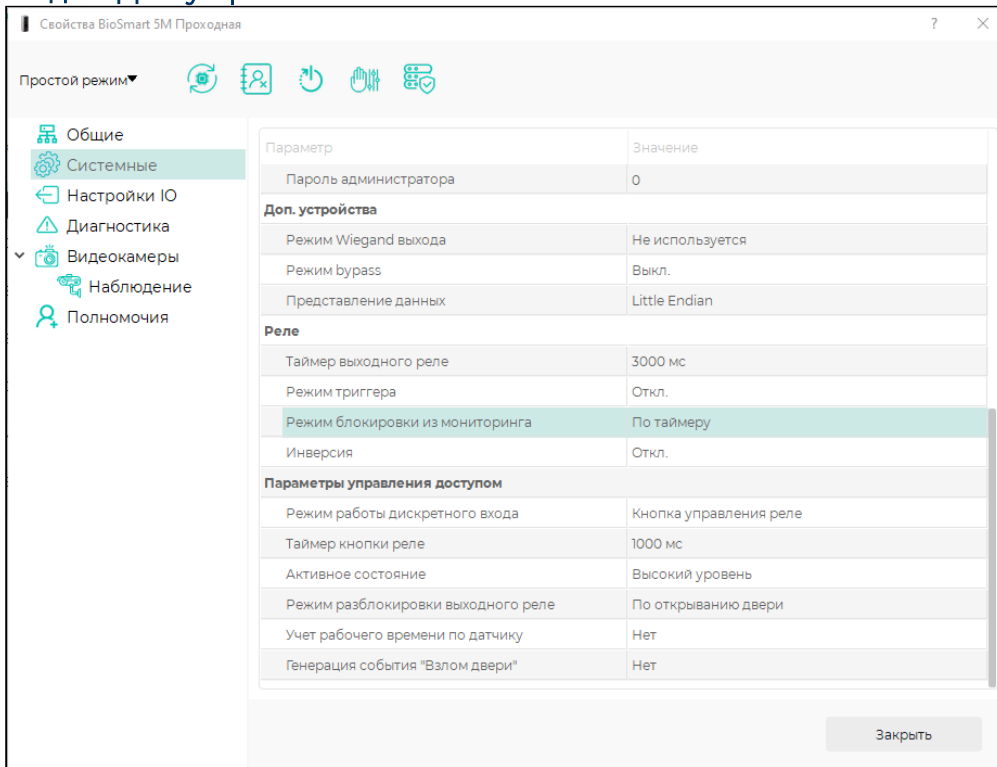 Свойства BioSmart 5M Проходная
Простой режим
Общие
Системные
Настройки IO
Диагностика
Видеокамеры
Наблюдение
Полномочия
Параметр Значение
Пароль администратора 0
Доп. устройства
Режим Wiegand выхода Не используется
Режим bypass Выкл.
Представление данных Little Endian
Реле
Таймер выходного реле 3000 мс
Режим триггера Откл.
Режим блокировки из мониторинга По таймеру
Инверсия Откл.
Параметры управления доступом
Режим работы дискретного входа Кнопка управления реле
Таймер кнопки реле 1000 мс
Активное состояние Высокий уровень
Режим разблокировки выходного реле По открыванию двери
Учет рабочего времени по датчику Нет
Генерация события "Взлом двери" Нет
Закрыть